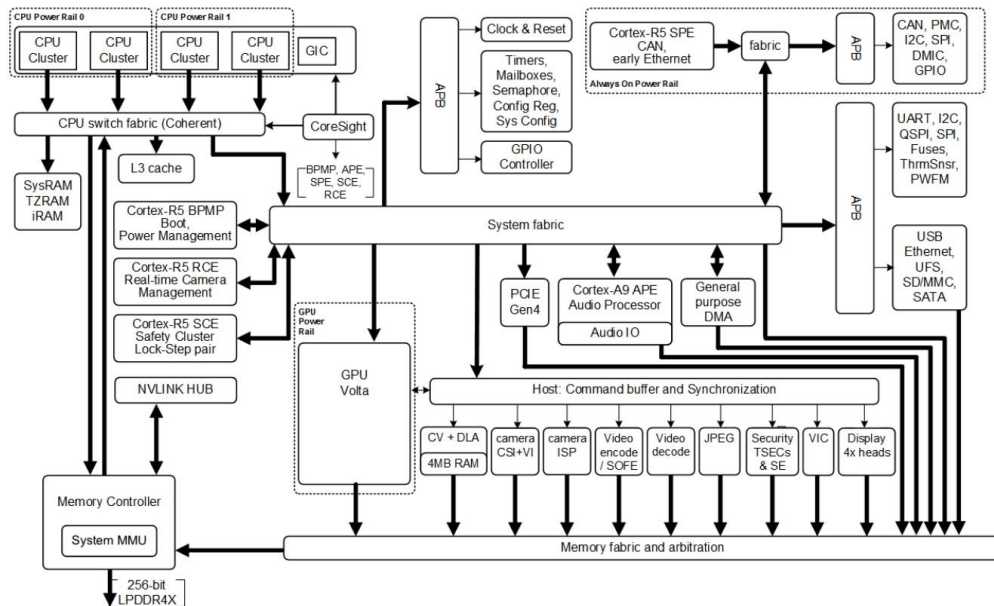 CPU Power Rail 0
CPU Power Rail 1
CPU
Cluster
CPU
Cluster
CPU
Cluster
CPU
Cluster
GIC
CPU switch fabric (Coherent)
CoreSight
SysRAM
TZRAM
iRAM
L3 cache
BPMP, APE,
SPE, SCE,
RCE
APB
Clock & Reset
Timers,
Mailboxes,
Semaphore,
Config Reg,
Sys Config
GPIO
Controller
Cortex-R5 SPE
CAN,
early Ethernet
fabric
APB
CAN, PMC,
I2C, SPI,
DMIC,
GPIO
Always On Power Rail
APB
UART, I2C,
QSPI, SPI,
Fuses,
ThrmSnsr,
PWFM
USB
Ethernet,
UFS,
SD/MMC,
SATA
Cortex-R5 BPMP
Boot,
Power Management
System fabric
Cortex-R5 RCE
Real-time Camera
Management
Cortex-R5 SCE
Safety Cluster
Lock-Step pair
PCIE
Gen4
Cortex-A9 APE
Audio Processor
Audio IO
General
purpose
DMA
GPU
Power
Rail
GPU
Volta
NVLINK HUB
Host: Command buffer and Synchronization
CV + DLA
4MB RAM
camera
CSI+VI
camera
ISP
Video
encode
/ SOFE
Video
decode
JPEG
Security
TSECs
& SE
VIC
Display
4x heads
Memory Controller
System MMU
Memory fabric and arbitration
256-bit
LPDDR4X